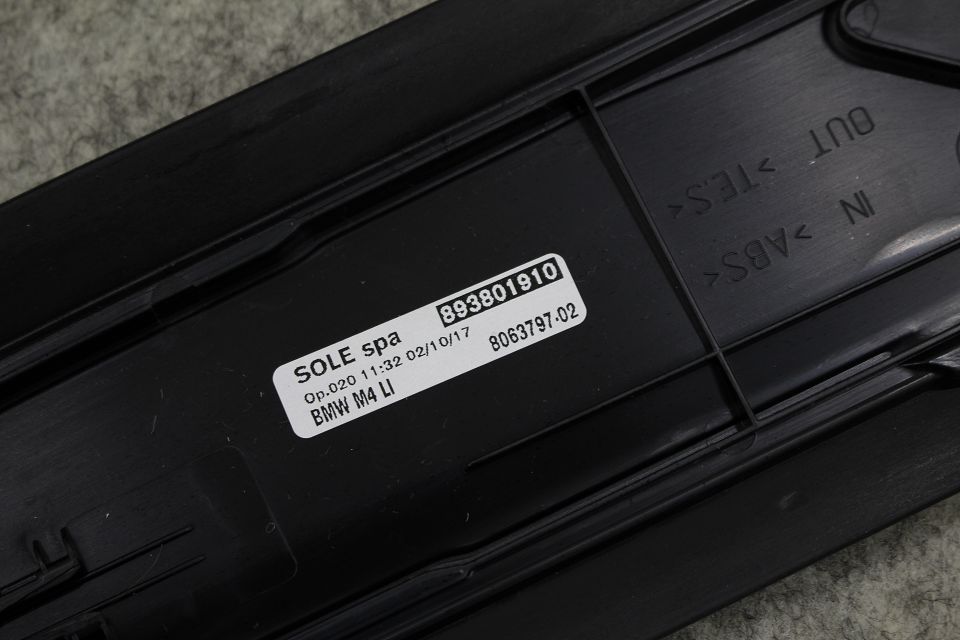 SOLE spa 893801910
Op.020 11:32 02/10/17
BMW M4 LI 8063797-02
OUT >TES<
IN >ABS<